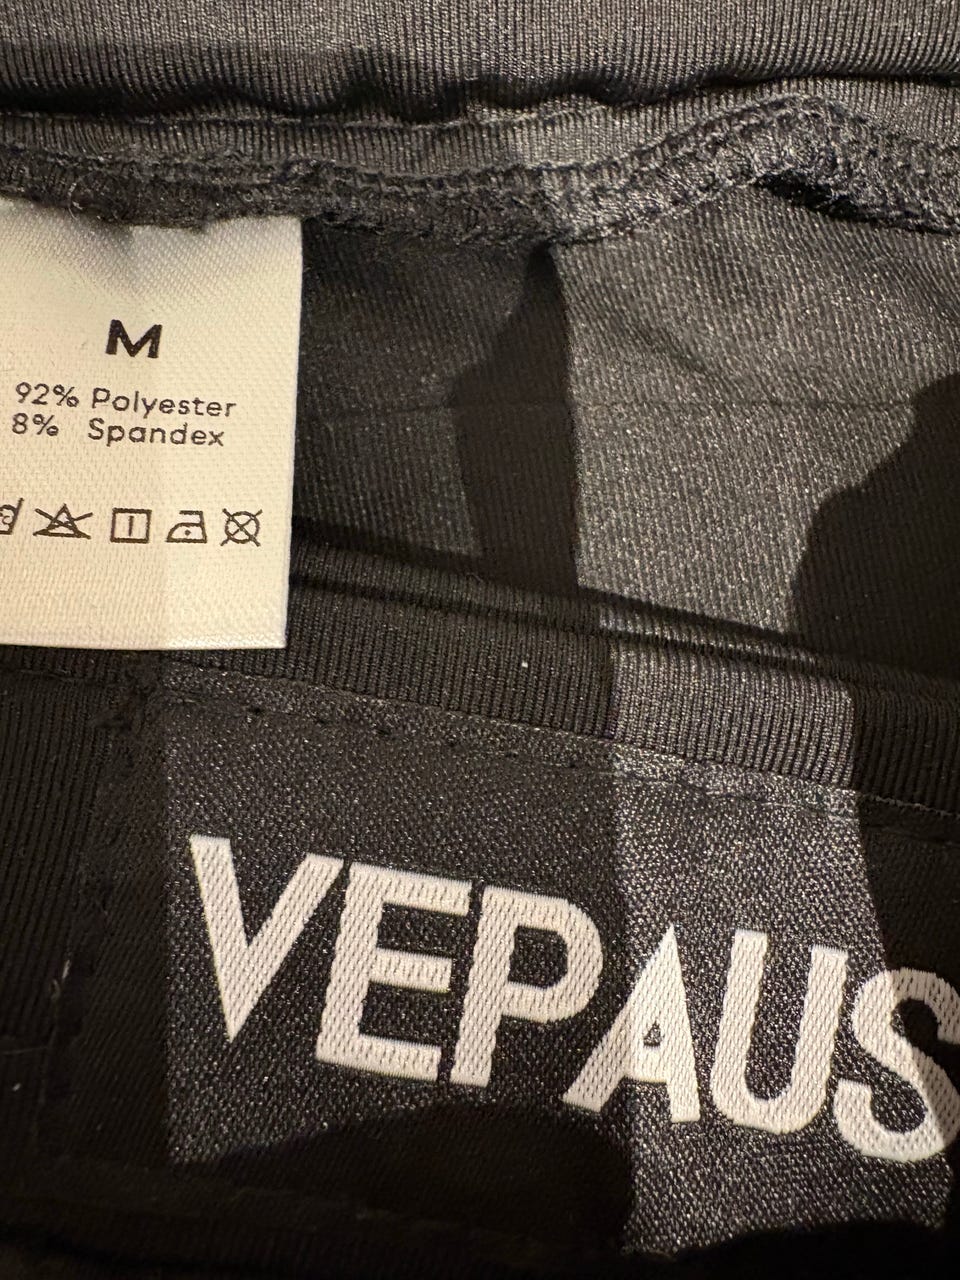 M
92% Polyester
8% Spandex
VEPAUS